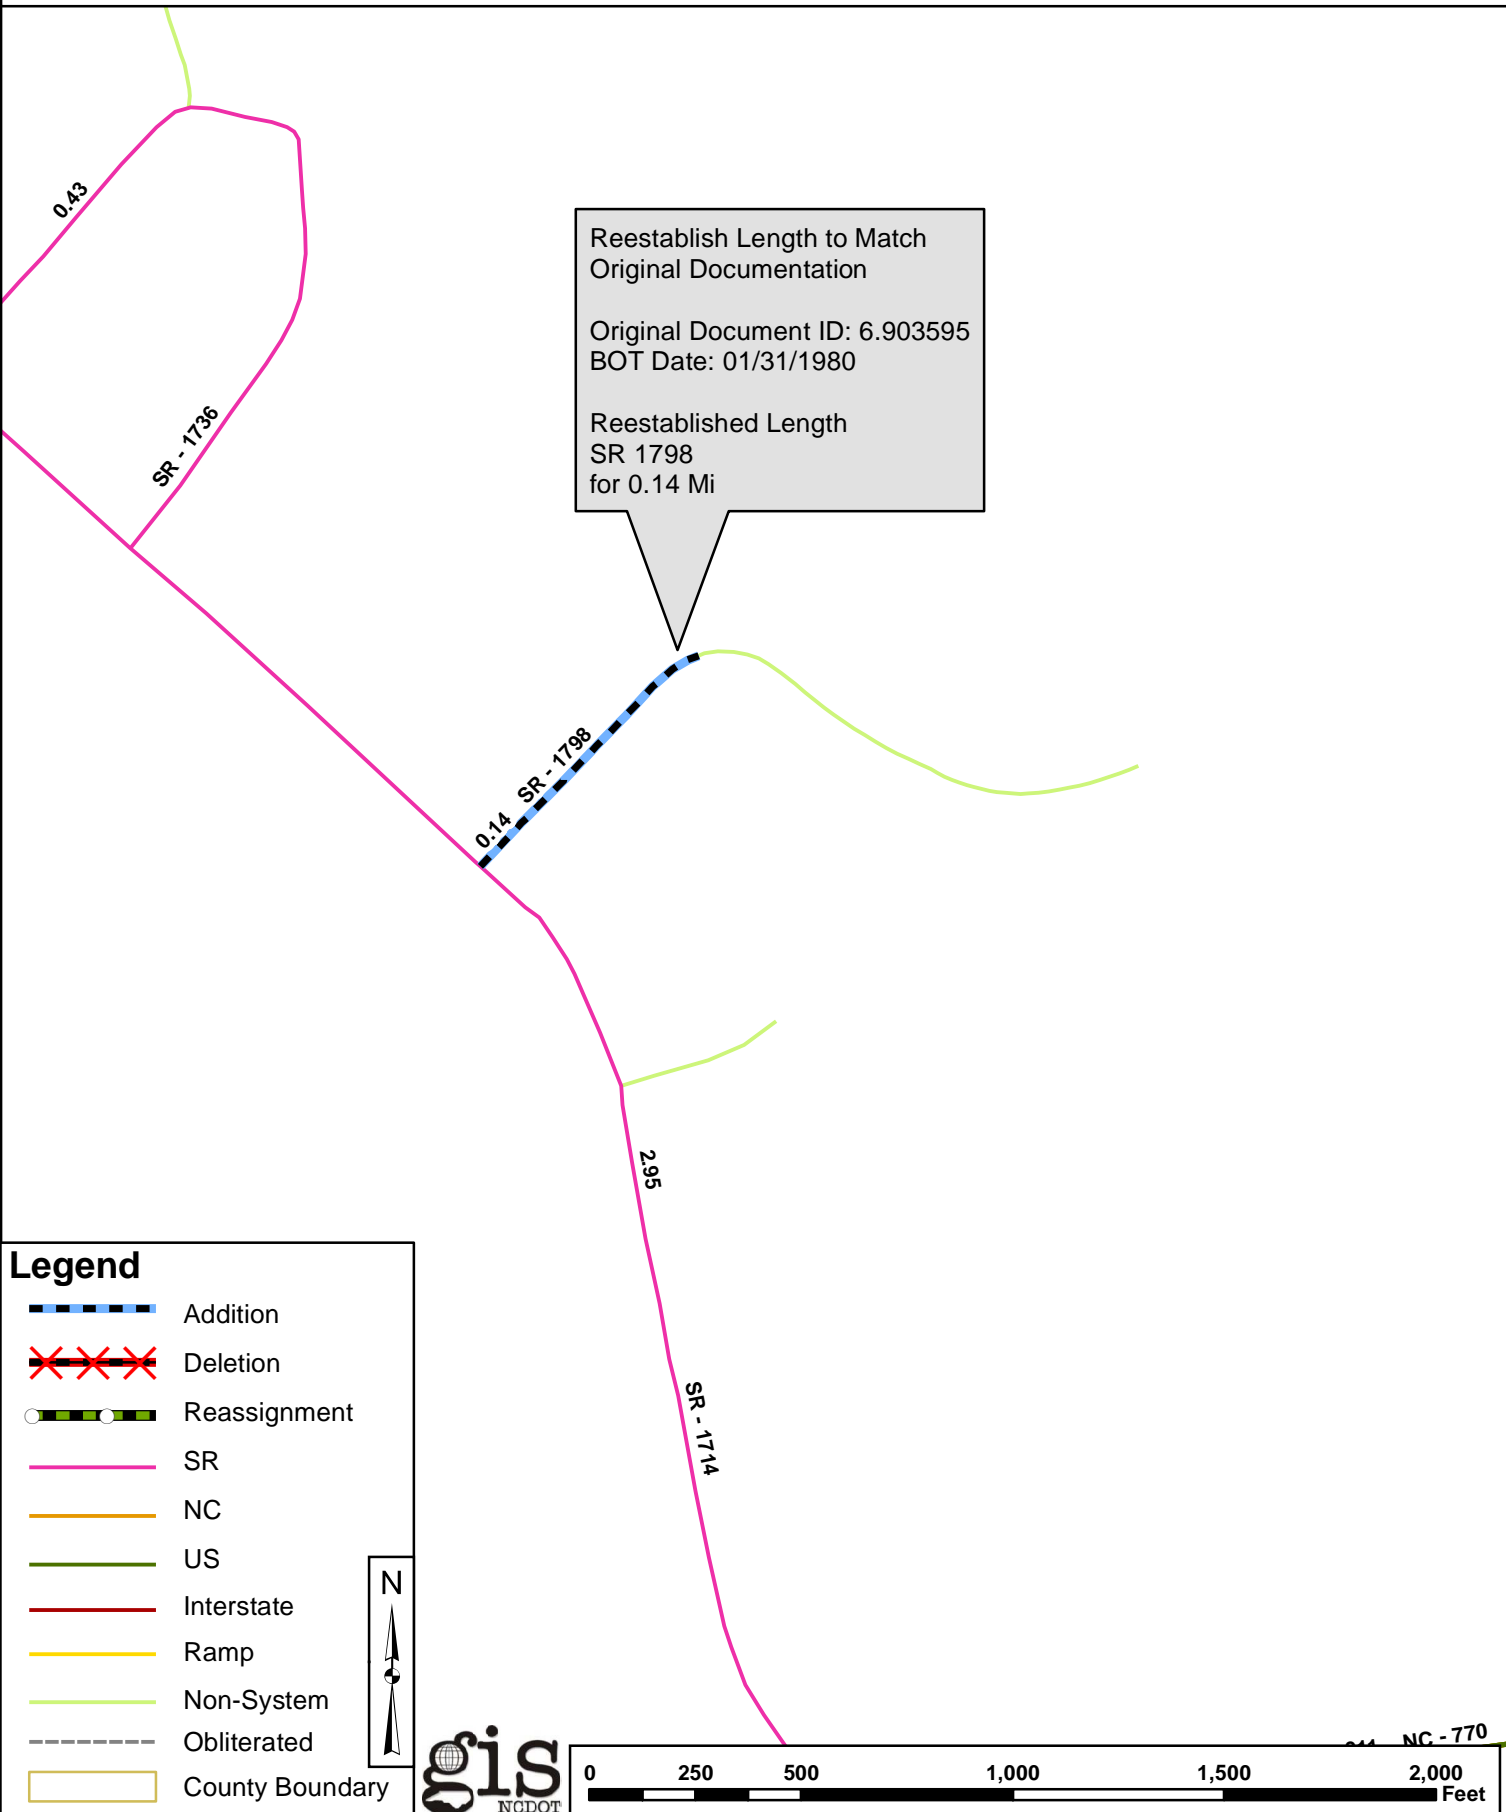 0.43
SR - 1736
Reestablish Length to Match
Original Documentation
Original Document ID: 6.903595
BOT Date: 01/31/1980
Reestablished Length
SR 1798
for 0.14 Mi
0.14 SR - 1798
2.95
SR - 1714
NC - 770
Legend
Addition
Deletion
Reassignment
SR
NC
US
Interstate
Ramp
Non-System
Obliterated
County Boundary
N
gis
NCDOT
0 250 500 1,000 1,500 2,000
Feet